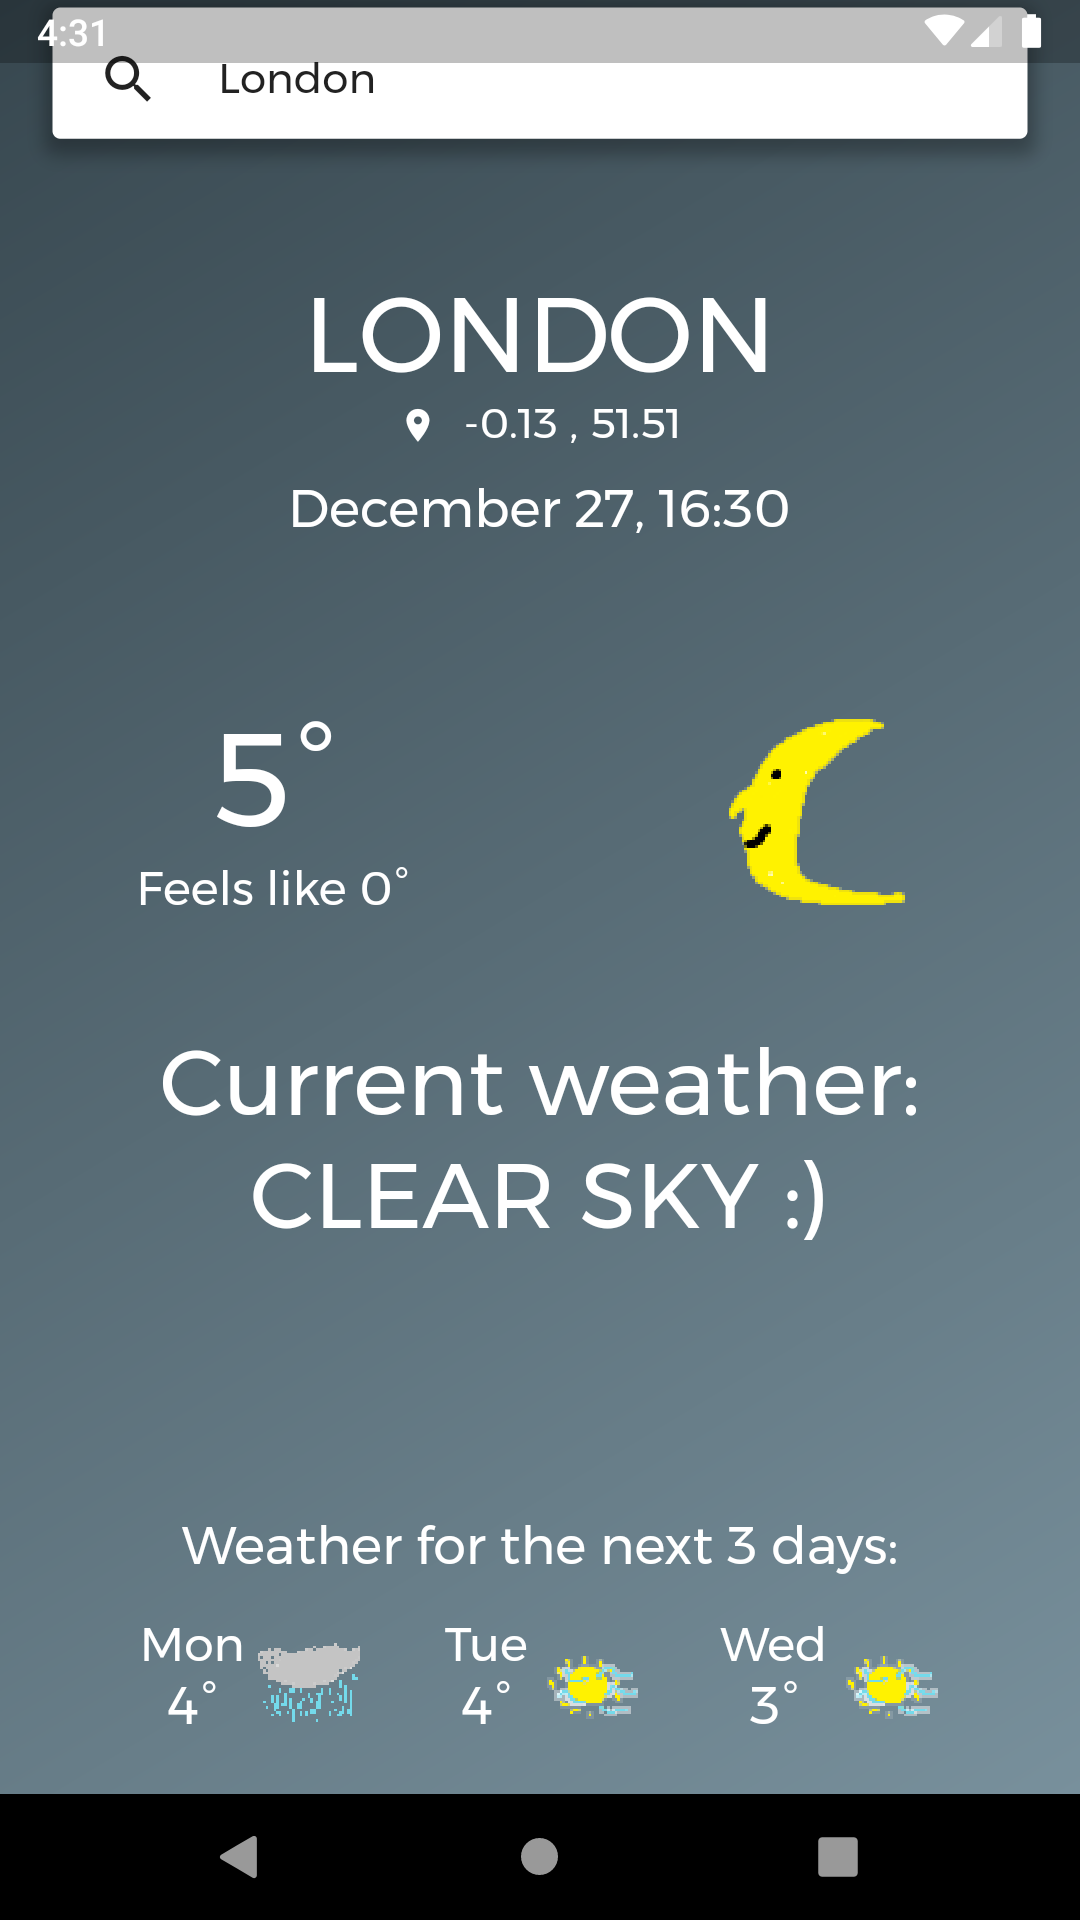 4:31
London
LONDON
-0.13 , 51.51
December 27, 16:30
5°
Feels like 0°
Current weather:
CLEAR SKY :)
Weather for the next 3 days:
Mon Tue Wed
4° 4° 3°